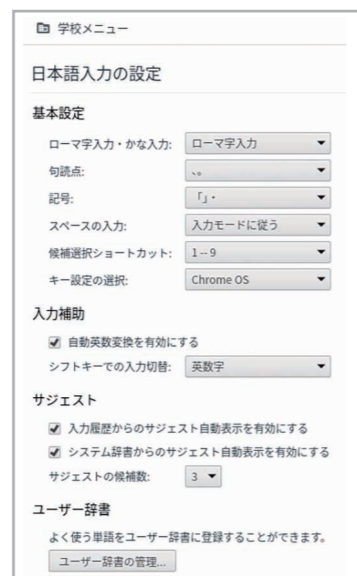 学校メニュー
日本語入力の設定
基本設定
ローマ字入力・かな入力: ローマ字入力
句読点: 、。
記号: 「」・
スペースの入力: 入力モードに従う
候補選択ショートカット: 1 -- 9
キー設定の選択: Chrome OS
入力補助
自動英数変換を有効にする
シフトキーでの入力切替: 英数字
サジェスト
入力履歴からのサジェスト自動表示を有効にする
システム辞書からのサジェスト自動表示を有効にする
サジェストの候補数: 3
ユーザー辞書
よく使う単語をユーザー辞書に登録することができます。
ユーザー辞書の管理...